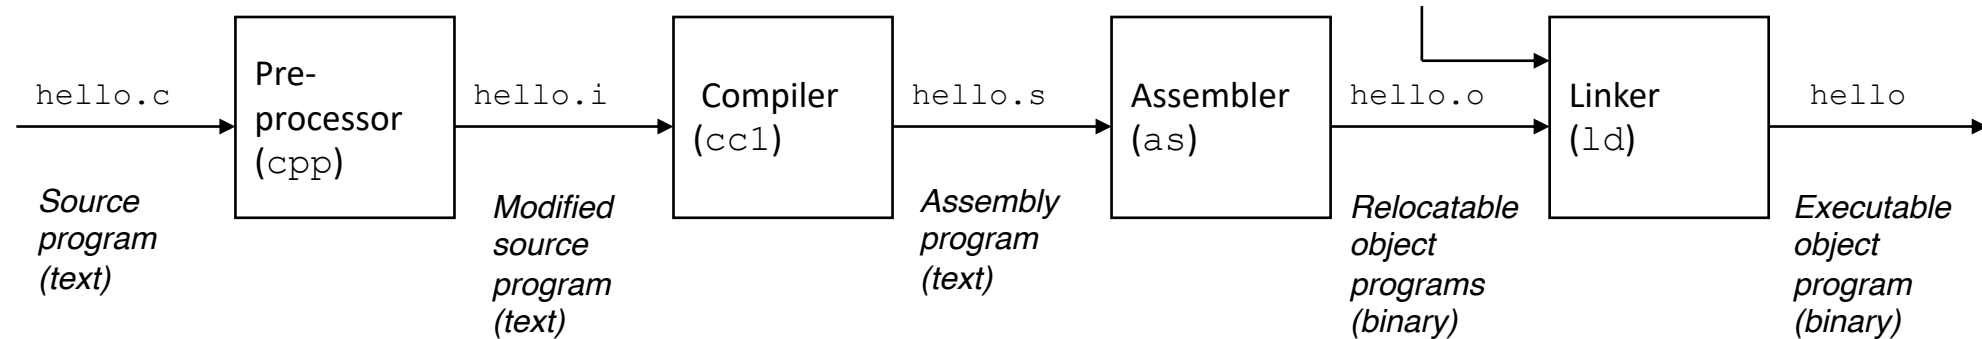 hello.c
Pre-
processor
(cpp)
hello.i
Compiler
(cc1)
hello.s
Assembler
(as)
hello.o
Linker
(ld)
hello
Source
program
(text)
Modified
source
program
(text)
Assembly
program
(text)
Relocatable
object
programs
(binary)
Executable
object
program
(binary)